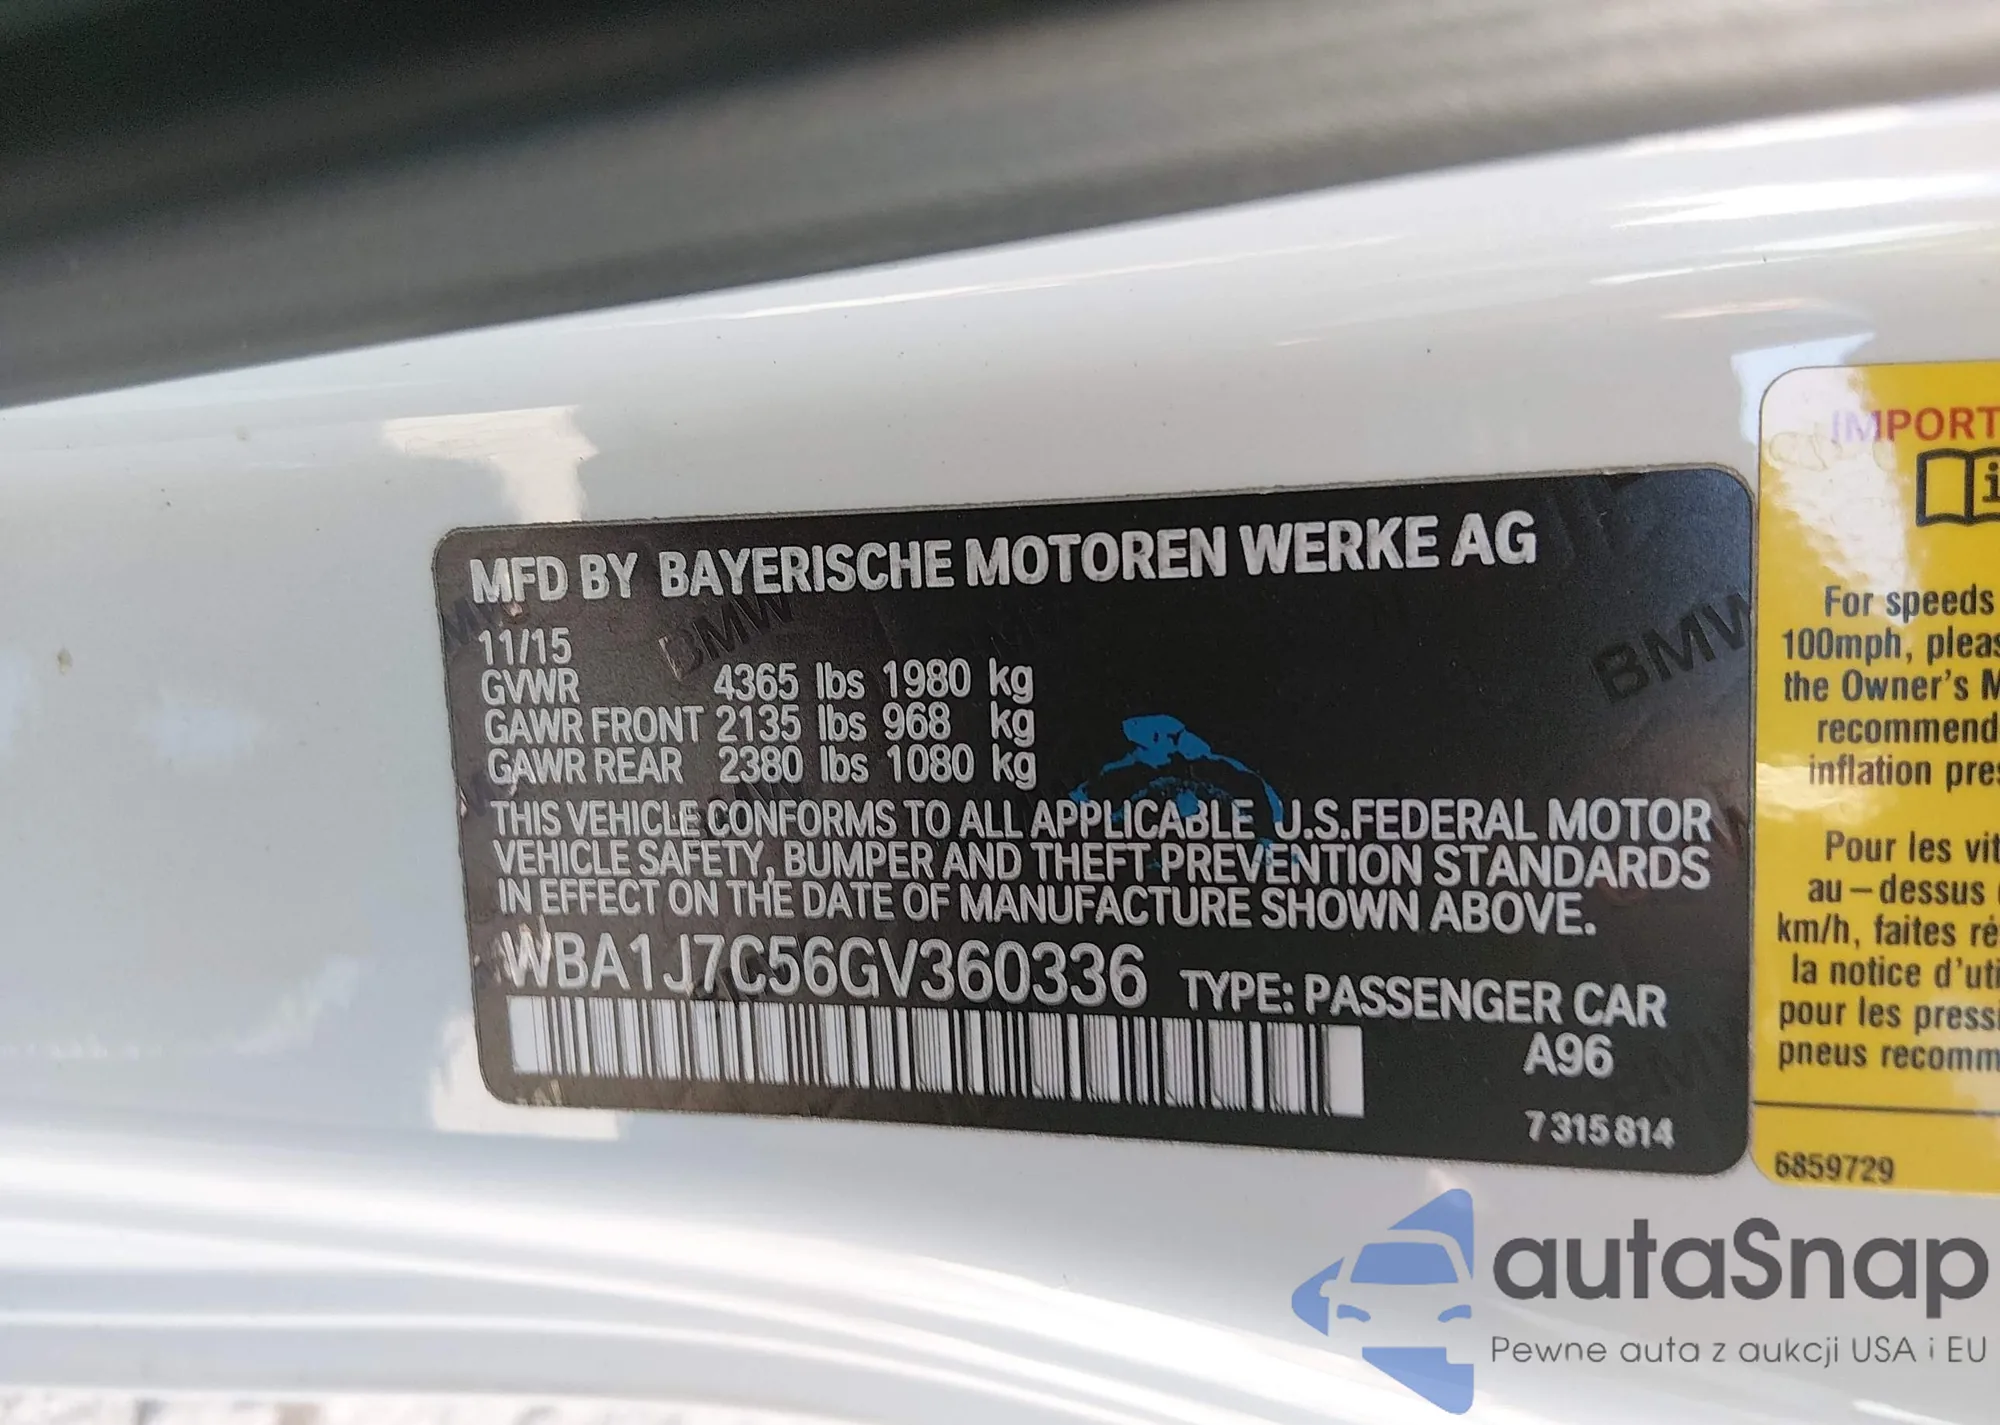 MFD BY BAYERISCHE MOTOREN WERKE AG
11/15
GVWR 4365 lbs 1980 kg
GAWR FRONT 2135 lbs 968 kg
GAWR REAR 2380 lbs 1080 kg
THIS VEHICLE CONFORMS TO ALL APPLICABLE U.S.FEDERAL MOTOR
VEHICLE SAFETY, BUMPER AND THEFT PREVENTION STANDARDS
IN EFFECT ON THE DATE OF MANUFACTURE SHOWN ABOVE.
WBA1J7C56GV360336 TYPE: PASSENGER CAR
A96
7 315 814
BMW
BMW
IMPORT
i
For speeds
100mph, pleas
the Owner's M
recommend
inflation pres
Pour les vit
au-dessus
km/h, faites ré
la notice d'uti
pour les pressi
pneus recomm
6859729
autaSnap
Pewne auta z aukcji USA i EU